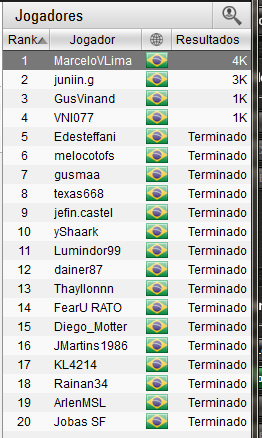 Jogadores
Rank Jogador Resultados
1 MarceloVLima 4K
2 juniin.g 3K
3 GusVinand 1K
4 VNI077 1K
5 Edesteffani Terminado
6 melocotofs Terminado
7 gusmaa Terminado
8 texas668 Terminado
9 jefin.castel Terminado
10 yShaark Terminado
11 Lumindor99 Terminado
12 dainer87 Terminado
13 Thayllonnn Terminado
14 FearU RATO Terminado
15 Diego_Motter Terminado
16 JMartins1986 Terminado
17 KL4214 Terminado
18 Rainan34 Terminado
19 ArlenMSL Terminado
20 Jobas SF Terminado